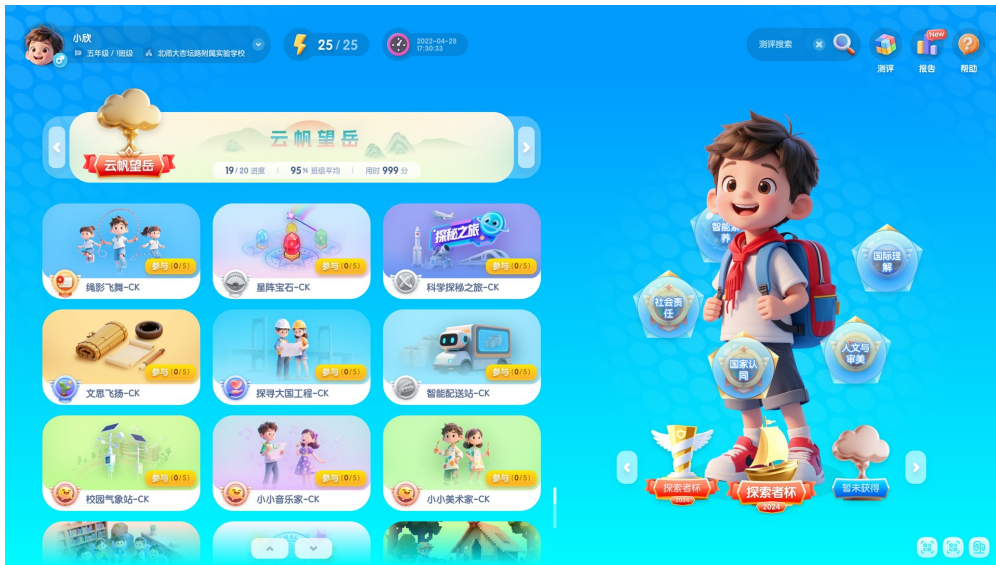 小欣
五年级 / 1班级
北师大杏坛路附属实验学校
25 / 25
2022-04-28
17:30:33
测评搜索
New
测评
报告
帮助
云帆望岳
云帆望岳
19 / 20 进度
95% 班级平均
用时 999 分
参与 (0/5)
绳影飞舞-CK
参与 (0/5)
星阵宝石-CK
探秘之旅
参与 (0/5)
科学探秘之旅-CK
参与 (0/5)
文思飞扬-CK
参与 (0/5)
探寻大国工程-CK
参与 (0/5)
智能配送站-CK
参与 (0/5)
校园气象站-CK
参与 (0/5)
小小音乐家-CK
参与 (0/5)
小小美术家-CK
智能素
养
国际理
解
社会责
任
人文与
审美
国家认
同
探索者杯
2024
探索者杯
2024
暂未获得